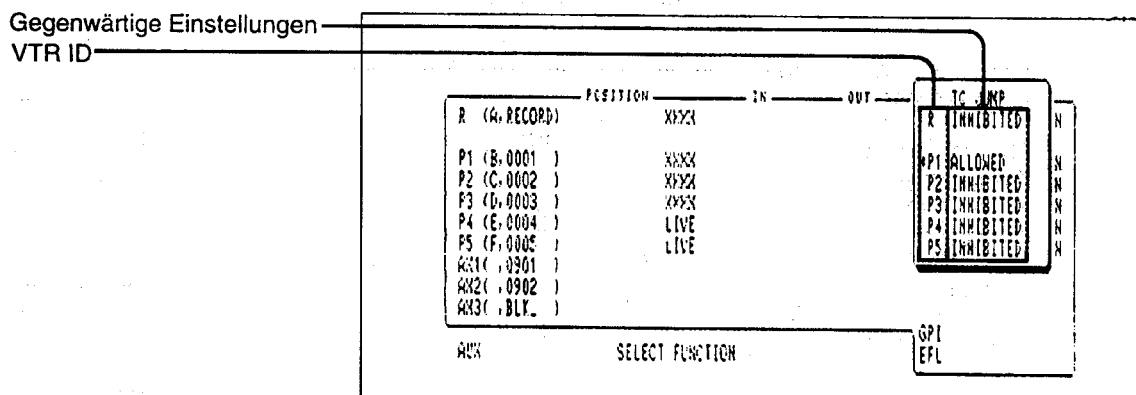 Gegenwärtige Einstellungen
VTR ID
POSITION IN OUT TC JUMP
R (A,RECORD) XXXX R INHIBITED N
P1 (B,0001 ) XXXX *P1 ALLOWED N
P2 (C,0002 ) XXXX P2 INHIBITED N
P3 (D,0003 ) XXXX P3 INHIBITED N
P4 (E,0004 ) LIVE P4 INHIBITED N
P5 (F,0005 ) LIVE P5 INHIBITED N
AX1( ,0901 )
AX2( ,0902 )
AX3( ,BLK_ )
GPI
AUX SELECT FUNCTION EFL